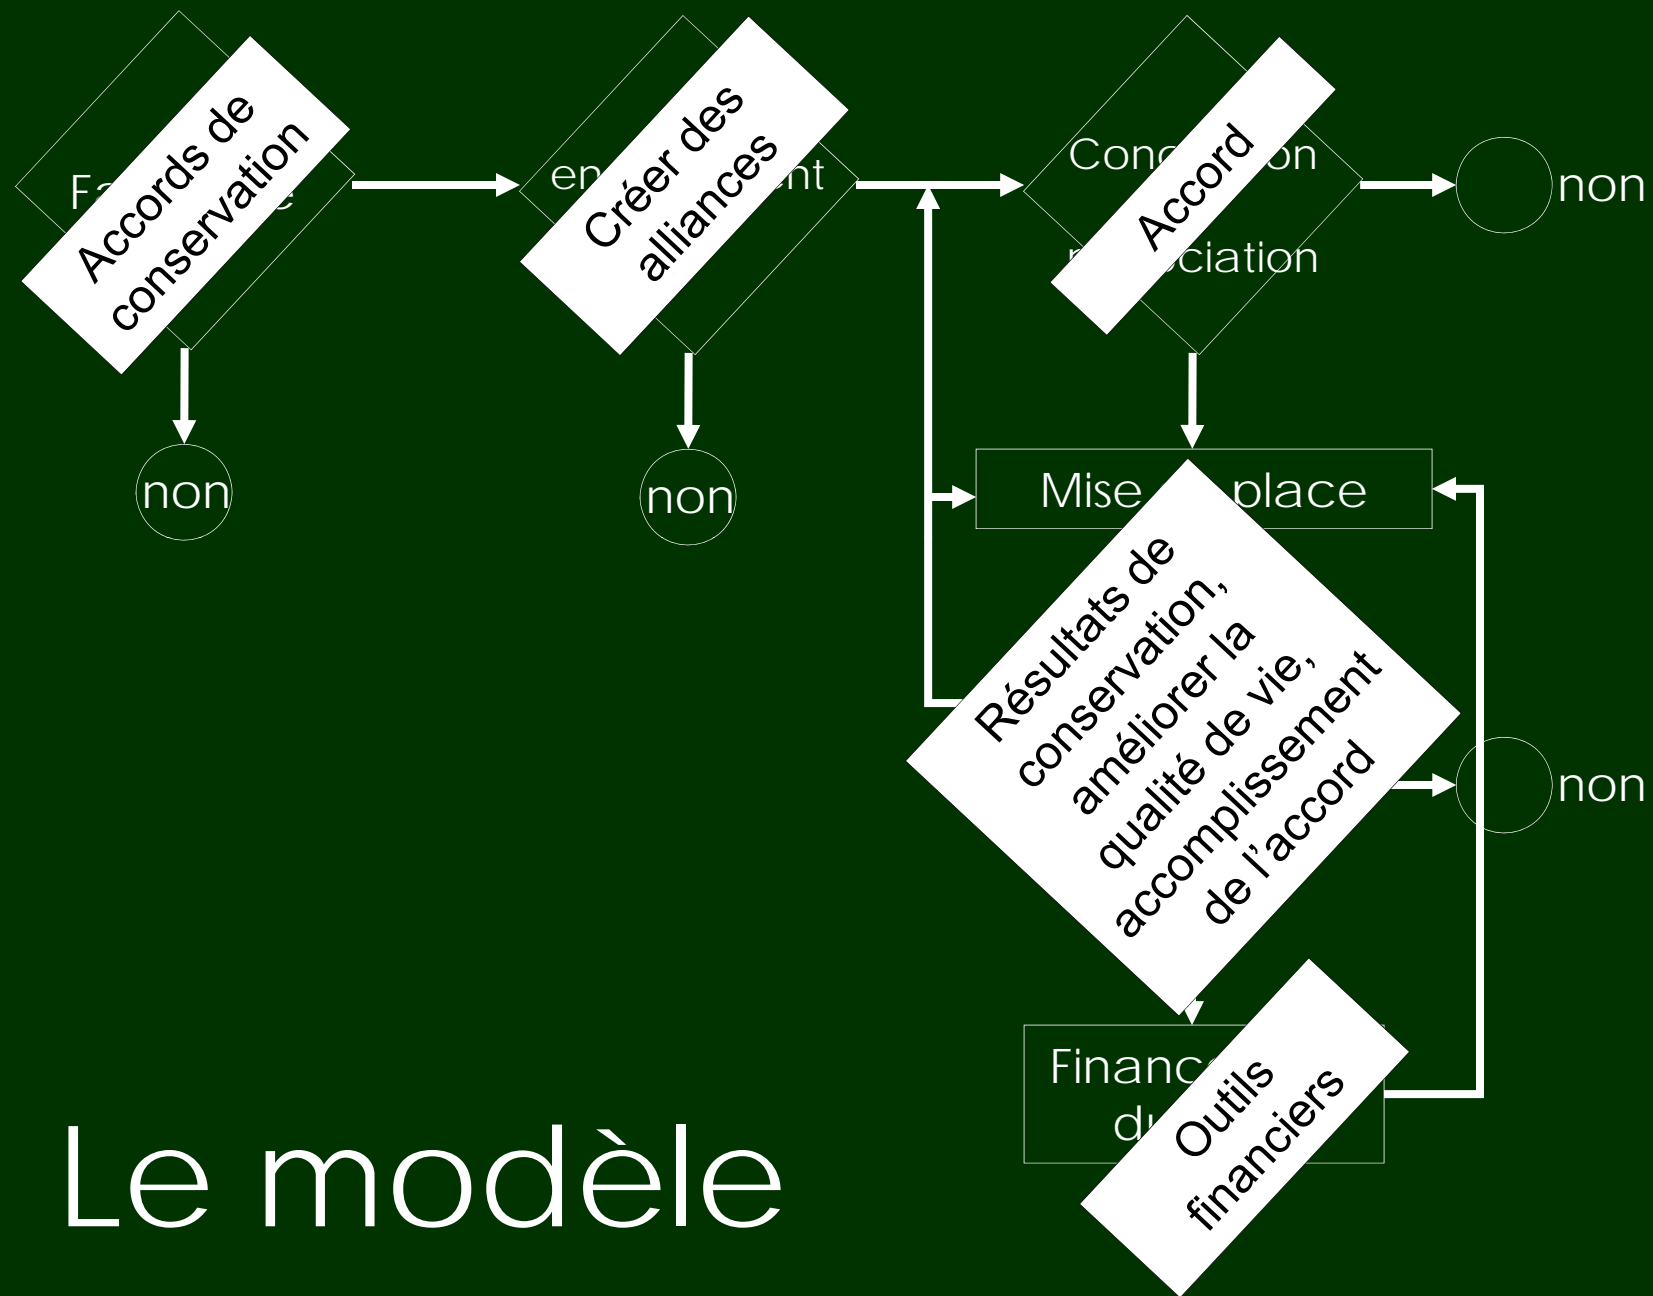 Accords de
conservation
Créer des
alliances
Accord
non
non
non
place
Mise
Résultats de
conservation,
améliorer la
qualité de vie,
accomplissement
de l’accord
non
Outils
financiers
Le modèle